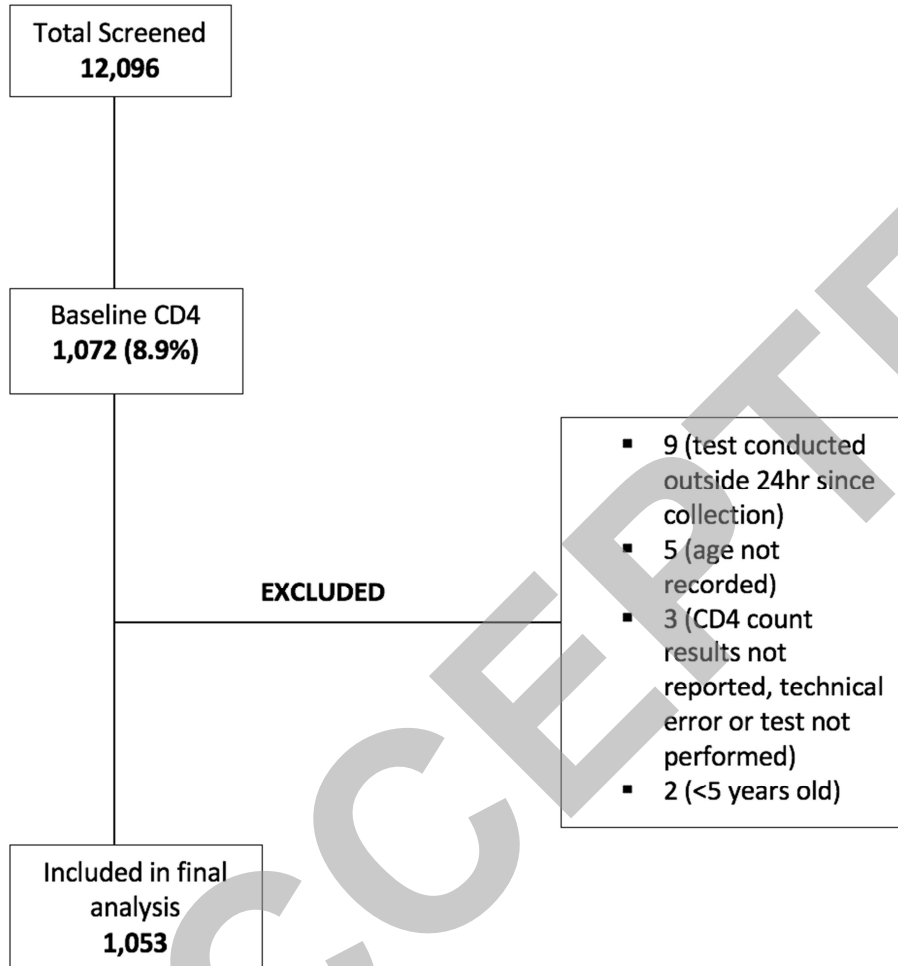 Total Screened
12,096
Baseline CD4
1,072 (8.9%)
EXCLUDED
▪ 9 (test conducted
outside 24hr since
collection)
▪ 5 (age not
recorded)
▪ 3 (CD4 count
results not
reported, technical
error or test not
performed)
▪ 2 (<5 years old)
Included in final
analysis
1,053
CCEPTE